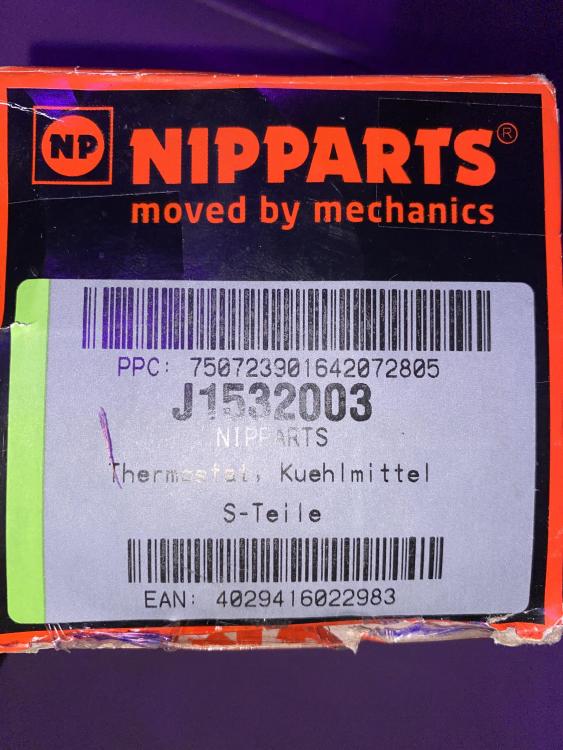 NP NIPPARTS®
moved by mechanics
PPC: 750723901642072805
J1532003
NIPPARTS
Thermostat, Kuehlmittel
S-Teile
EAN: 4029416022983